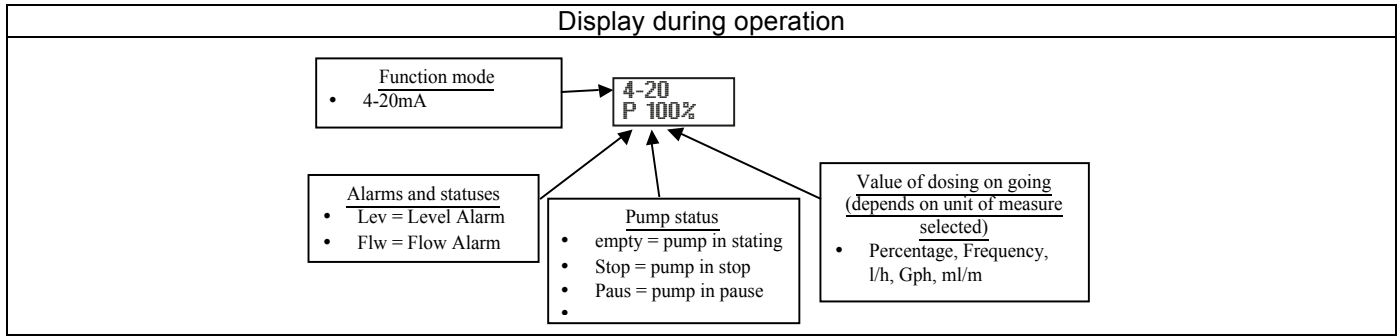 Display during operation
Function mode
• 4-20mA
4-20
P 100%
Alarms and statuses
• Lev = Level Alarm
• Flw = Flow Alarm
Pump status
• empty = pump in stating
• Stop = pump in stop
• Paus = pump in pause
•
Value of dosing on going
(depends on unit of measure
selected)
• Percentage, Frequency,
l/h, Gph, ml/m